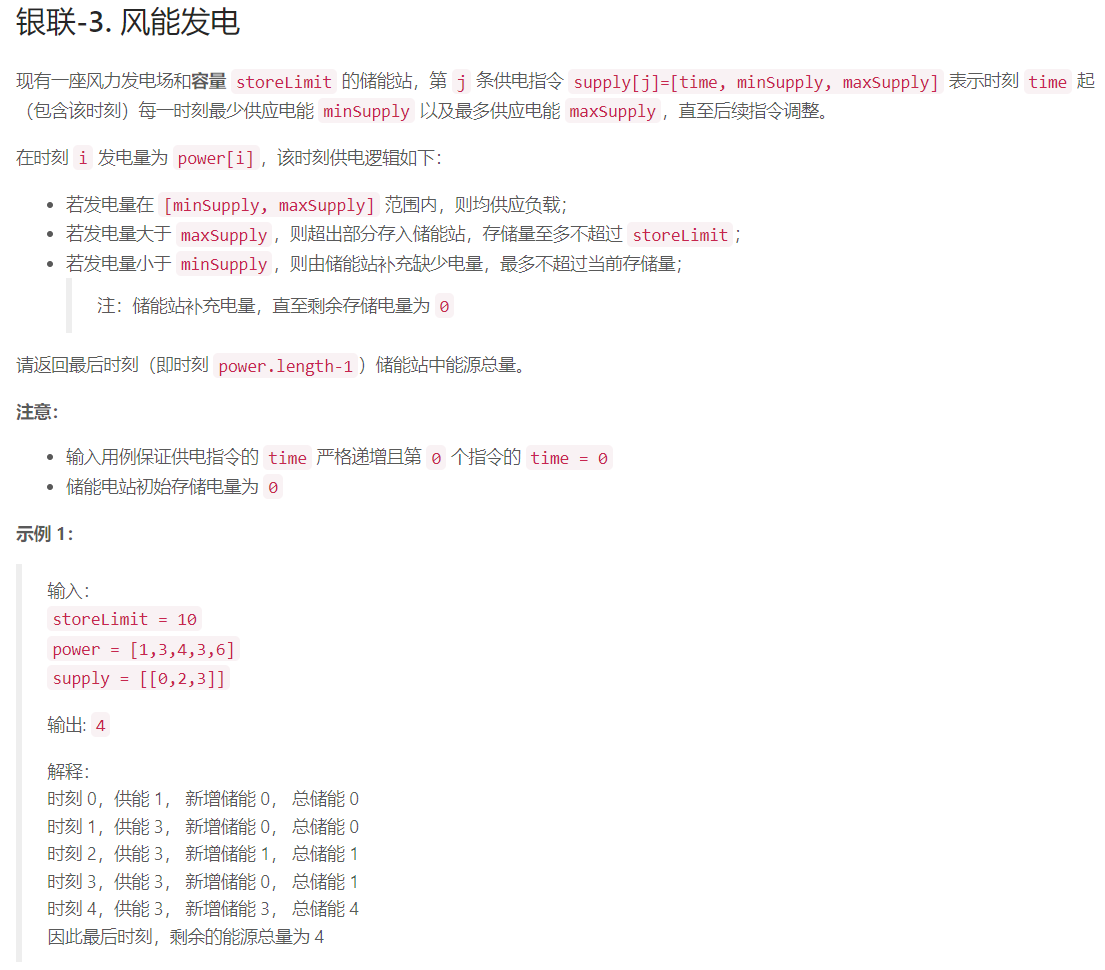 银联-3. 风能发电
现有一座风力发电场和容量 storeLimit 的储能站，第 j 条供电指令 supply[j]=[time, minSupply, maxSupply] 表示时刻 time 起
（包含该时刻）每一时刻最少供应电能 minSupply 以及最多供应电能 maxSupply，直至后续指令调整。
在时刻 i 发电量为 power[i]，该时刻供电逻辑如下：
• 若发电量在 [minSupply, maxSupply] 范围内，则均供应负载；
• 若发电量大于 maxSupply，则超出部分存入储能站，存储量至多不超过 storeLimit；
• 若发电量小于 minSupply，则由储能站补充缺少电量，最多不超过当前存储量；
注：储能站补充电量，直至剩余存储电量为 0
请返回最后时刻（即时刻 power.length-1）储能站中能源总量。
注意：
• 输入用例保证供电指令的 time 严格递增且第 0 个指令的 time = 0
• 储能电站初始存储电量为 0
示例 1：
输入：
storeLimit = 10
power = [1,3,4,3,6]
supply = [[0,2,3]]
输出: 4
解释：
时刻 0，供能 1， 新增储能 0， 总储能 0
时刻 1，供能 3， 新增储能 0， 总储能 0
时刻 2，供能 3， 新增储能 1， 总储能 1
时刻 3，供能 3， 新增储能 0， 总储能 1
时刻 4，供能 3， 新增储能 3， 总储能 4
因此最后时刻，剩余的能源总量为 4